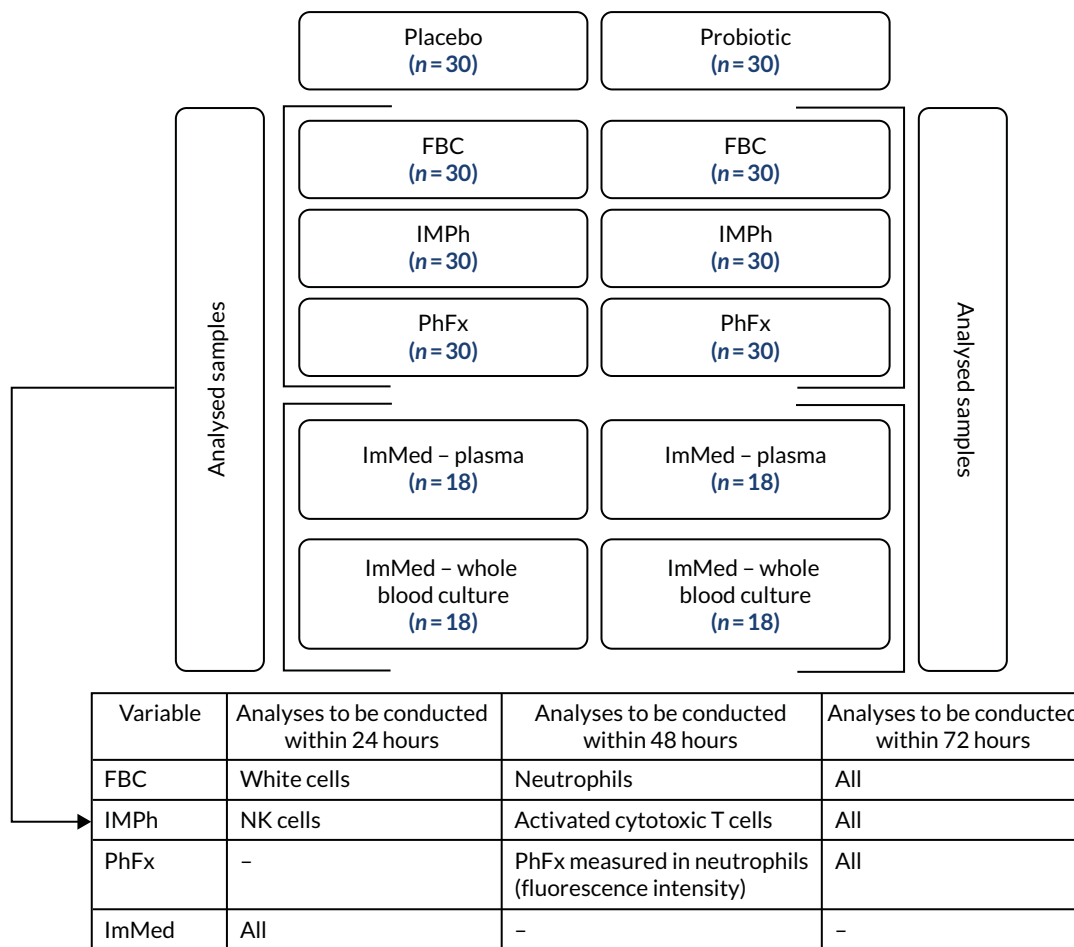 Placebo
(n = 30)
Probiotic
(n = 30)
Analysed samples
FBC
(n = 30)
FBC
(n = 30)
IMPh
(n = 30)
IMPh
(n = 30)
PhFx
(n = 30)
PhFx
(n = 30)
ImMed – plasma
(n = 18)
ImMed – plasma
(n = 18)
ImMed – whole
blood culture
(n = 18)
ImMed – whole
blood culture
(n = 18)
Analysed samples
Variable
Analyses to be conducted
within 24 hours
Analyses to be conducted
within 48 hours
Analyses to be conducted
within 72 hours
FBC
White cells
Neutrophils
All
IMPh
NK cells
Activated cytotoxic T cells
All
PhFx
–
PhFx measured in neutrophils
(fluorescence intensity)
All
ImMed
All
–
–